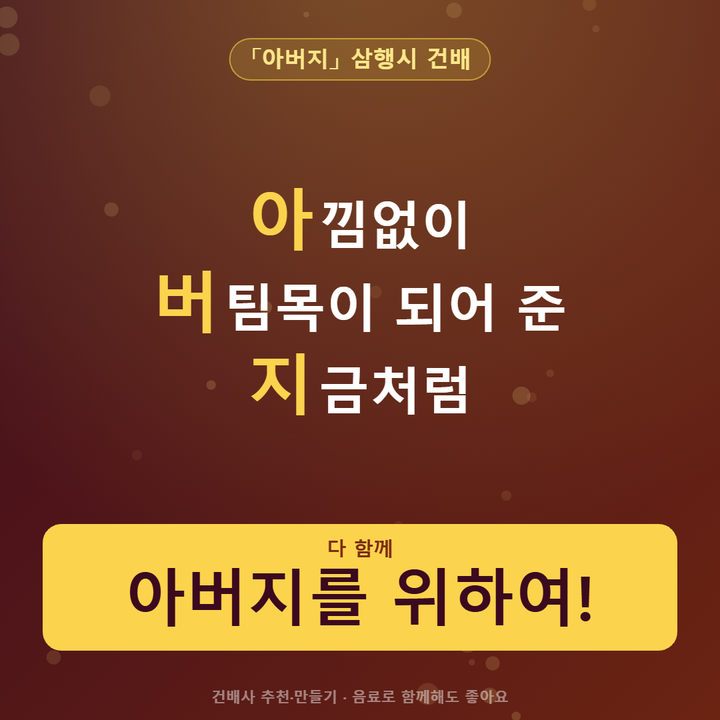 「아버지」 삼행시 건배
아낌없이
버팀목이 되어 준
지금처럼
다 함께
아버지를 위하여!
건배사 추천·만들기 · 음료로 함께해도 좋아요